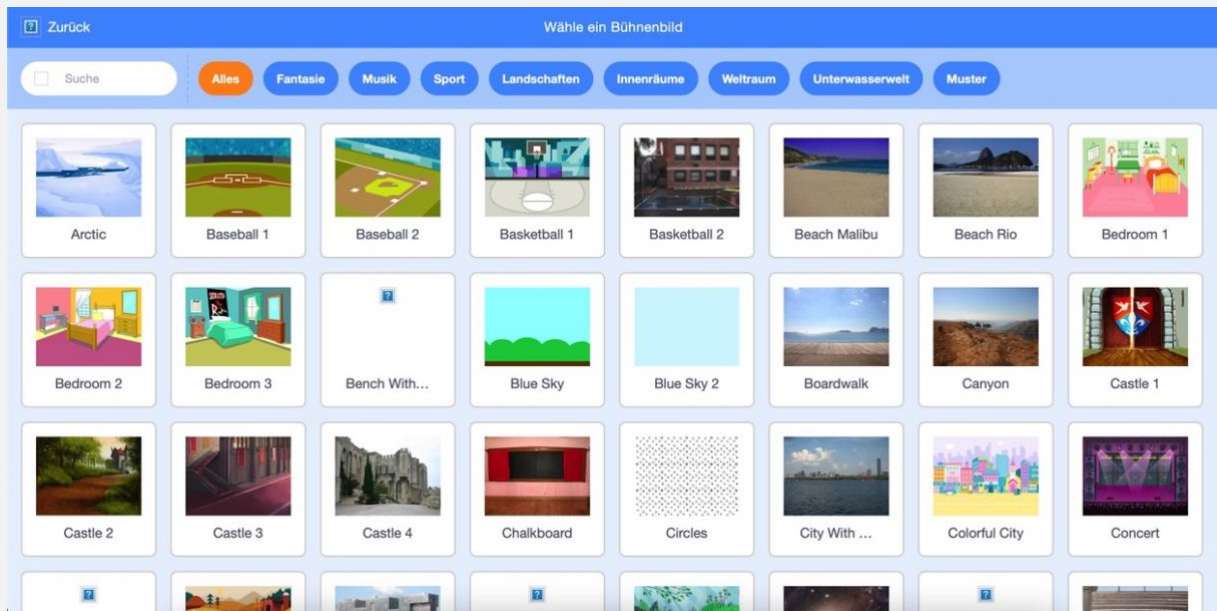 Zurück
Wähle ein Bühnenbild
Suche
Alles
Fantasie
Musik
Sport
Landschaften
Innenräume
Weltraum
Unterwasserwelt
Muster
Arctic
Baseball 1
Baseball 2
Basketball 1
Basketball 2
Beach Malibu
Beach Rio
Bedroom 1
Bedroom 2
Bedroom 3
Bench With...
Blue Sky
Blue Sky 2
Boardwalk
Canyon
Castle 1
Castle 2
Castle 3
Castle 4
Chalkboard
Circles
City With ...
Colorful City
Concert